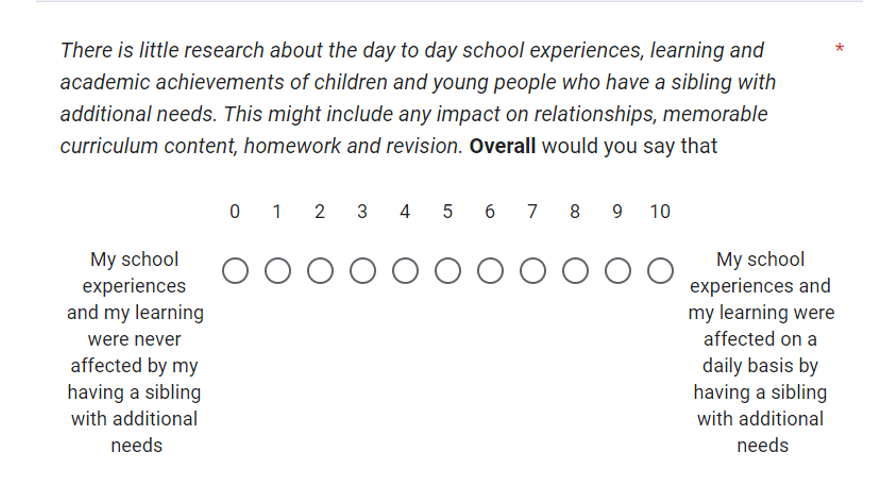 There is little research about the day to day school experiences, learning and *
academic achievements of children and young people who have a sibling with
additional needs. This might include any impact on relationships, memorable
curriculum content, homework and revision. Overall would you say that
0 1 2 3 4 5 6 7 8 9 10
My school
experiences
and my learning
were never
affected by my
having a sibling
with additional
needs
My school
experiences and
my learning were
affected on a
daily basis by
having a sibling
with additional
needs